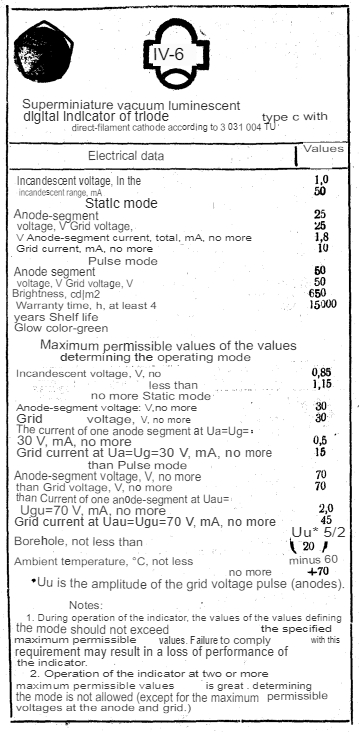 IV-6
Superminiature vacuum luminescent
digital Indicator of triode type c with
direct-filament cathode according to 3 031 004 TU
Electrical data Values
Incandescent voltage, In the 1,0
incandescent range, mA 50
Static mode
Anode-segment 25
voltage, V Grid voltage, 25
V Anode-segment current, total, mA, no more 1,8
Grid current, mA, no more 10
Pulse mode
Anode segment 50
voltage, V Grid voltage, V 50
Brightness, cd|m2 650
Warranty time, h, at least 4 15000
years Shelf life
Glow color-green
Maximum permissible values of the values
determining the operating mode
Incandescent voltage, V, no 0,85
less than 1,15
no more Static mode
Anode-segment voltage: V,no more 30
Grid voltage, V, no more 30
The current of one anode segment at Ua=Ug=
30 V, mA, no more 0,5
Grid current at Ua=Ug=30 V, mA, no more 15
than Pulse mode
Anode-segment voltage, V, no more 70
than Grid voltage, V, no more 70
than Current of one anode-segment at Uau=
Ugu=70 V, mA, no more 2,0
Grid current at Uau=Ugu=70 V, mA, no more 45
Uu* 5/2
Borehole, not less than ( 20 )
Ambient temperature, °C, not less minus 60
no more +70
*Uu is the amplitude of the grid voltage pulse (anodes).
Notes:
1. During operation of the indicator, the values of the values defining
the mode should not exceed the specified
maximum permissible values. Failure to comply with this
requirement may result in a loss of performance of
the indicator.
2. Operation of the indicator at two or more
maximum permissible values is great . determining
the mode is not allowed (except for the maximum permissible
voltages at the anode and grid.)